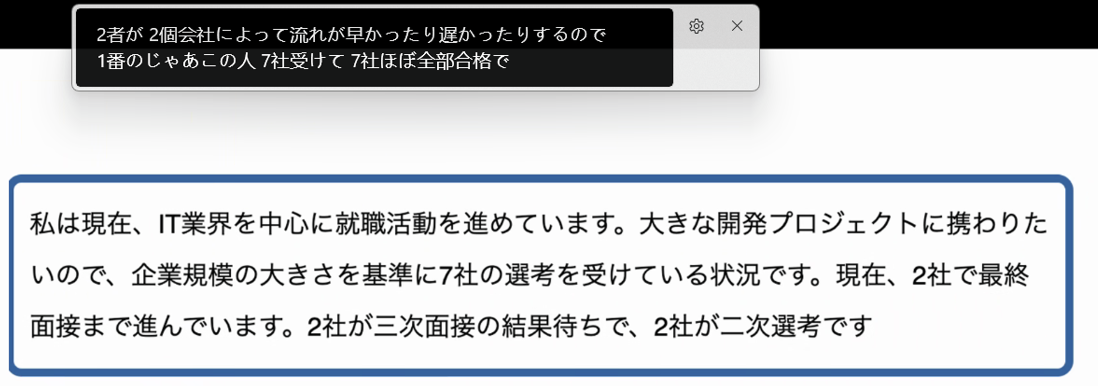 2者が 2個会社によって流れが早かったり遅かったりするので
1番のじゃあこの人 7社受けて 7社ほぼ全部合格で
私は現在、IT業界を中心に就職活動を進めています。大きな開発プロジェクトに携わりた
いので、企業規模の大きさを基準に7社の選考を受けている状況です。現在、2社で最終
面接まで進んでいます。2社が三次面接の結果待ちで、2社が二次選考です